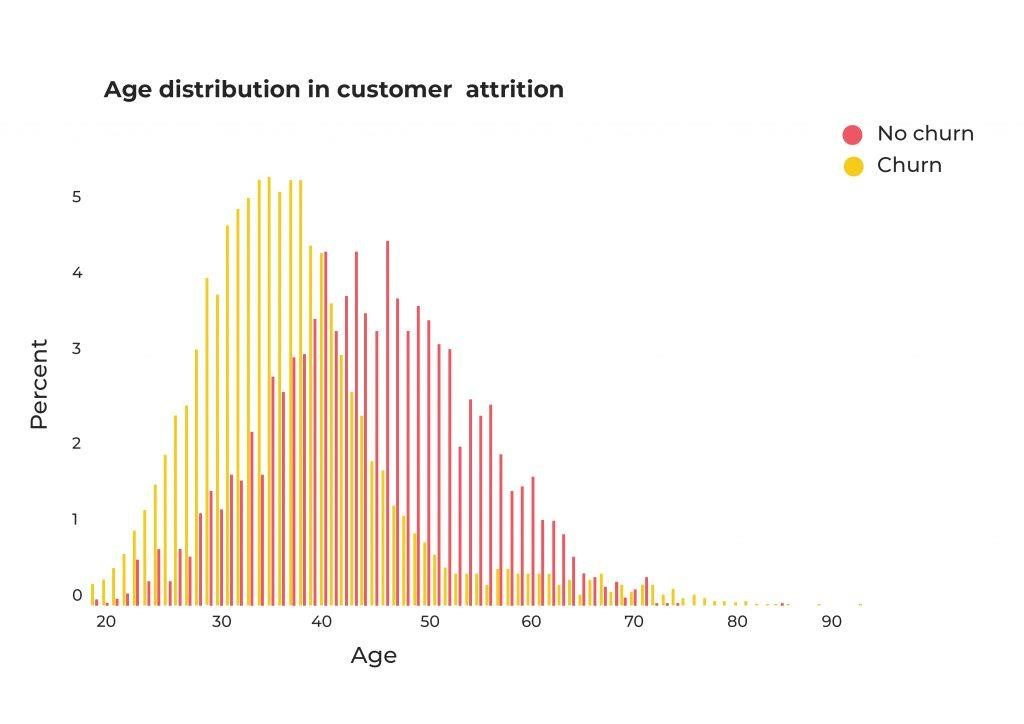 Age distribution in customer  attrition
No churn
Churn
5
4
3
2
1
0
Percent
20 30 40 50 60 70 80 90
Age